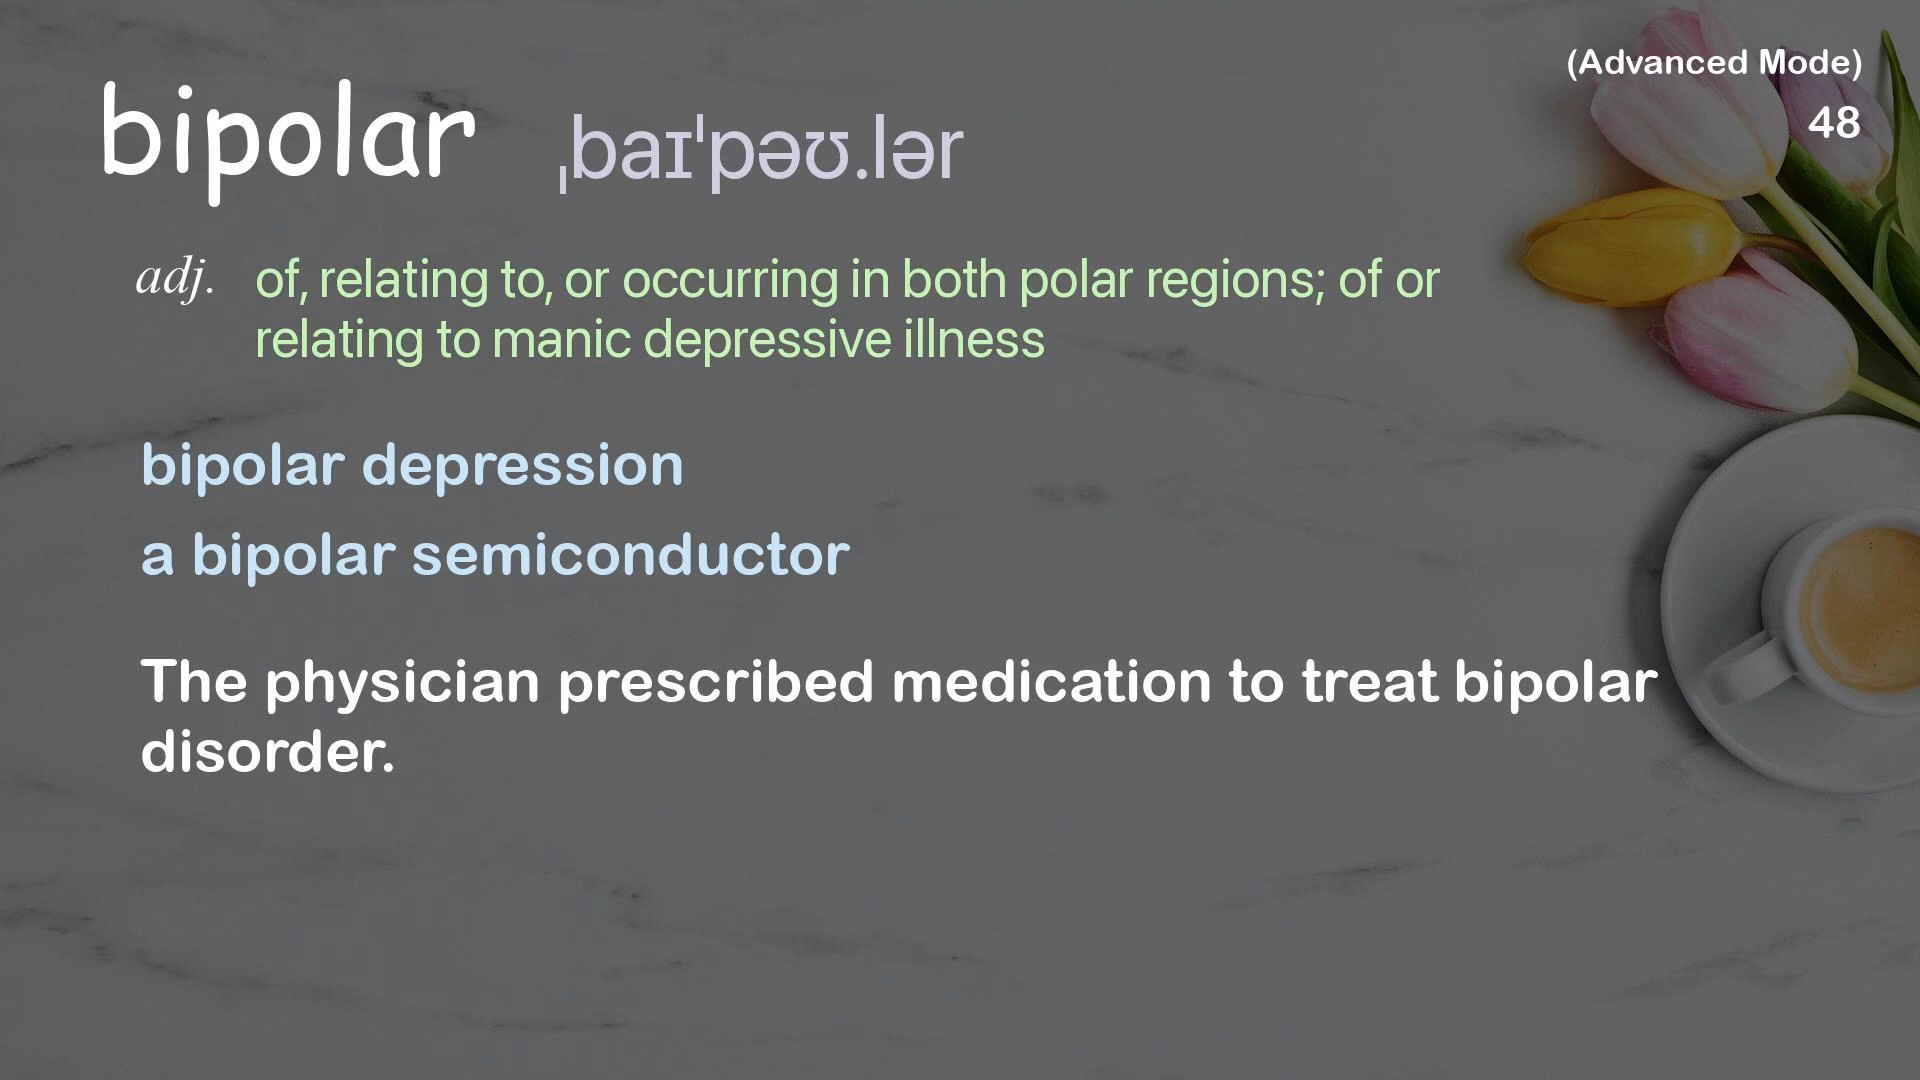 (Advanced Mode)
48
bipolar ˌbaɪˈpəʊ.lər
adj. of, relating to, or occurring in both polar regions; of or
relating to manic depressive illness
bipolar depression
a bipolar semiconductor
The physician prescribed medication to treat bipolar
disorder.